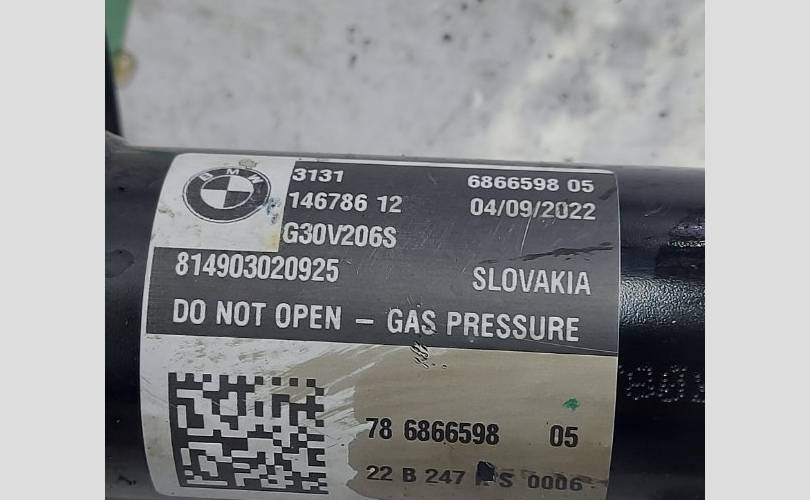 BMW
3131 6866598 05
146786 12 04/09/2022
G30V206S
814903020925 SLOVAKIA
DO NOT OPEN – GAS PRESSURE
78 6866598 05
22 B 247 S 0006